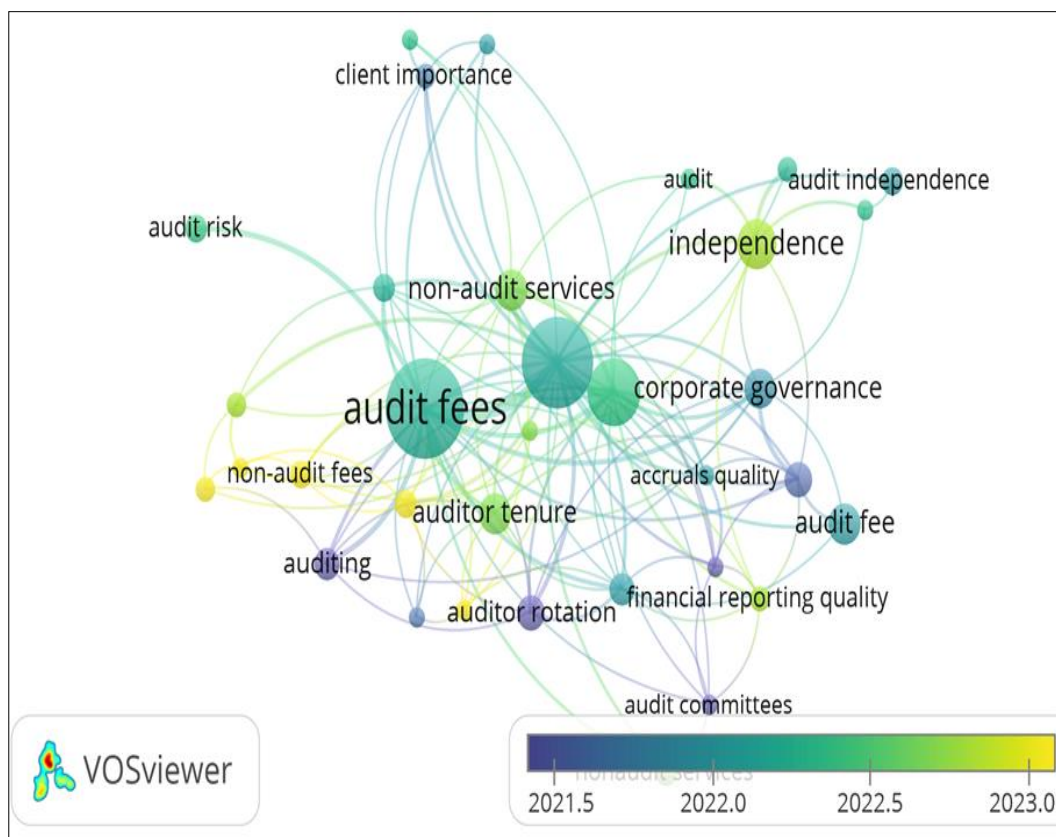 client importance
audit
audit independence
audit risk
independence
non-audit services
corporate governance
audit fees
non-audit fees
accruals quality
auditor tenure
audit fee
auditing
auditor rotation
financial reporting quality
audit committees
VOSviewer
nonaudit services
2021.5 2022.0 2022.5 2023.0